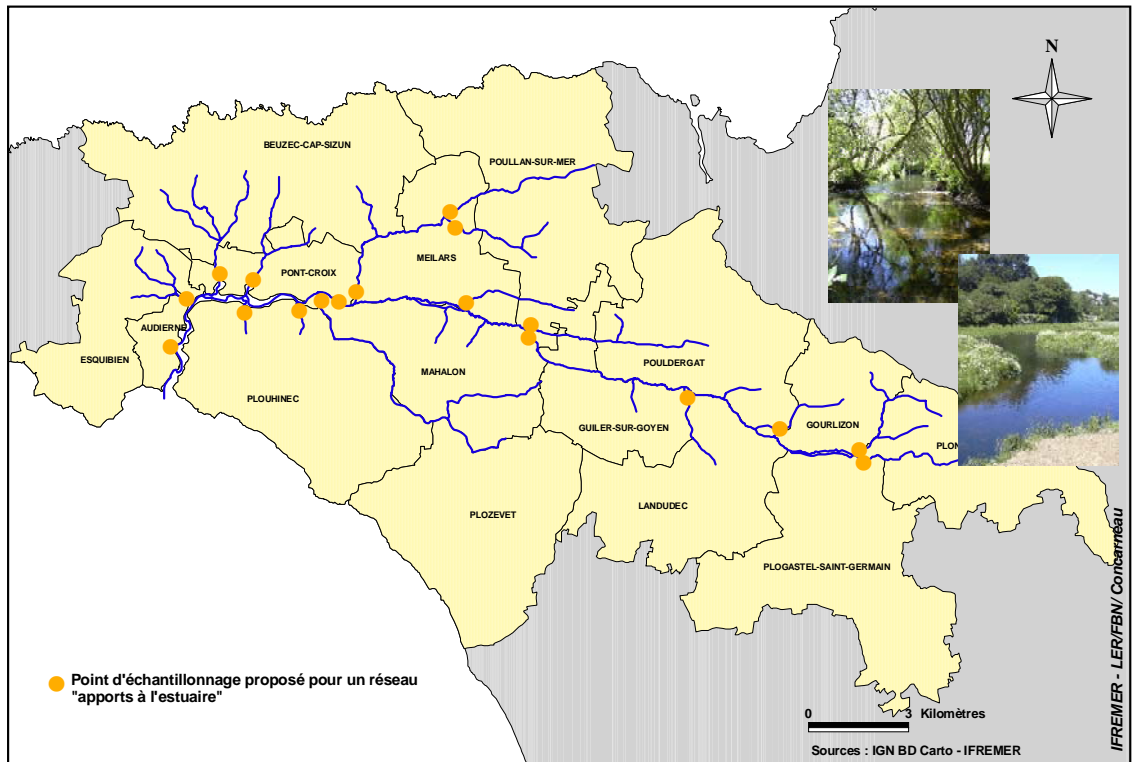 N
BEUZEC-CAP-SIZUN
POULLAN-SUR-MER
MEILARS
PONT-CROIX
AUDIERNE
ESQUIBIEN
POULDERGAT
MAHALON
PLOUHINEC
GUILER-SUR-GOYEN
GOURLIZON
PLON
LANDUDEC
PLOZEVET
PLOGASTEL-SAINT-GERMAIN
Point d'échantillonnage proposé pour un réseau
"apports à l'estuaire"
0 3 Kilomètres
Sources : IGN BD Carto - IFREMER
IFREMER - LER/FBN/ Concarneau